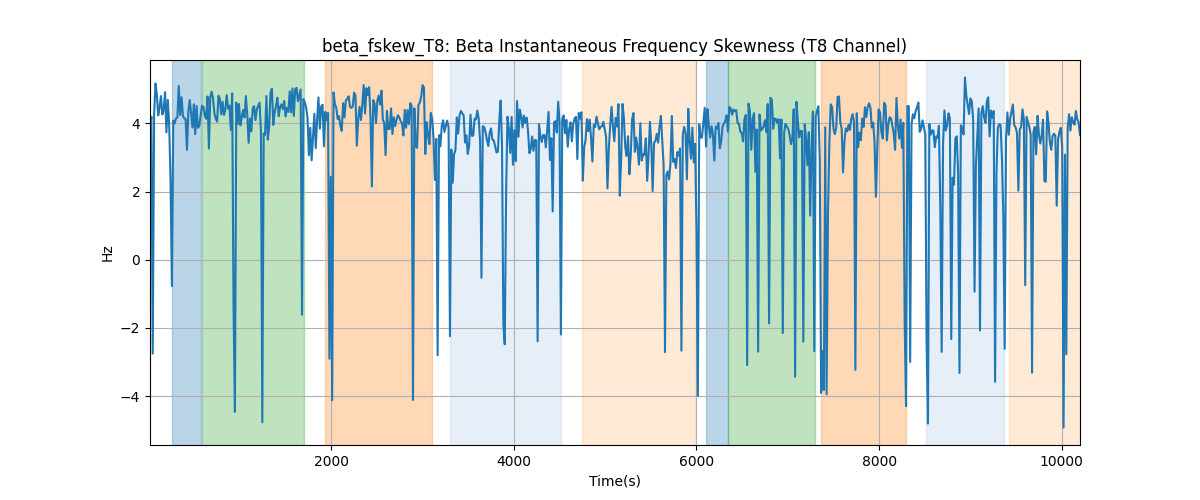 beta_fskew_T8: Beta Instantaneous Frequency Skewness (T8 Channel)
Hz
4
2
0
−2
−4
2000 4000 6000 8000 10000
Time(s)